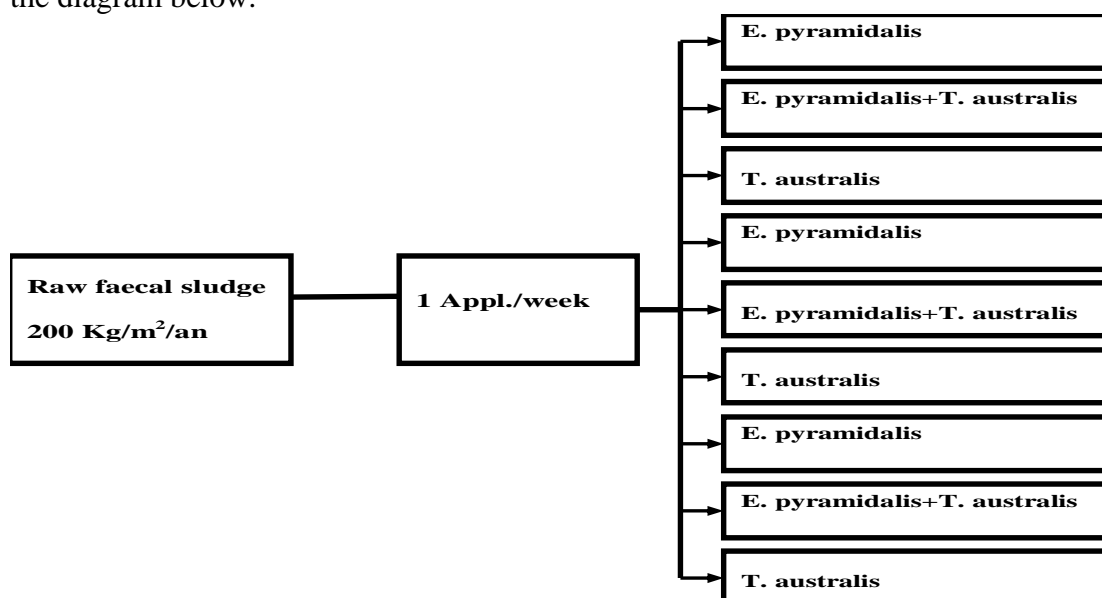 the diagram below.
E. pyramidalis
E. pyramidalis+T. australis
T. australis
E. pyramidalis
Raw faecal sludge
200 Kg/m²/an
1 Appl./week
E. pyramidalis+T. australis
T. australis
E. pyramidalis
E. pyramidalis+T. australis
T. australis